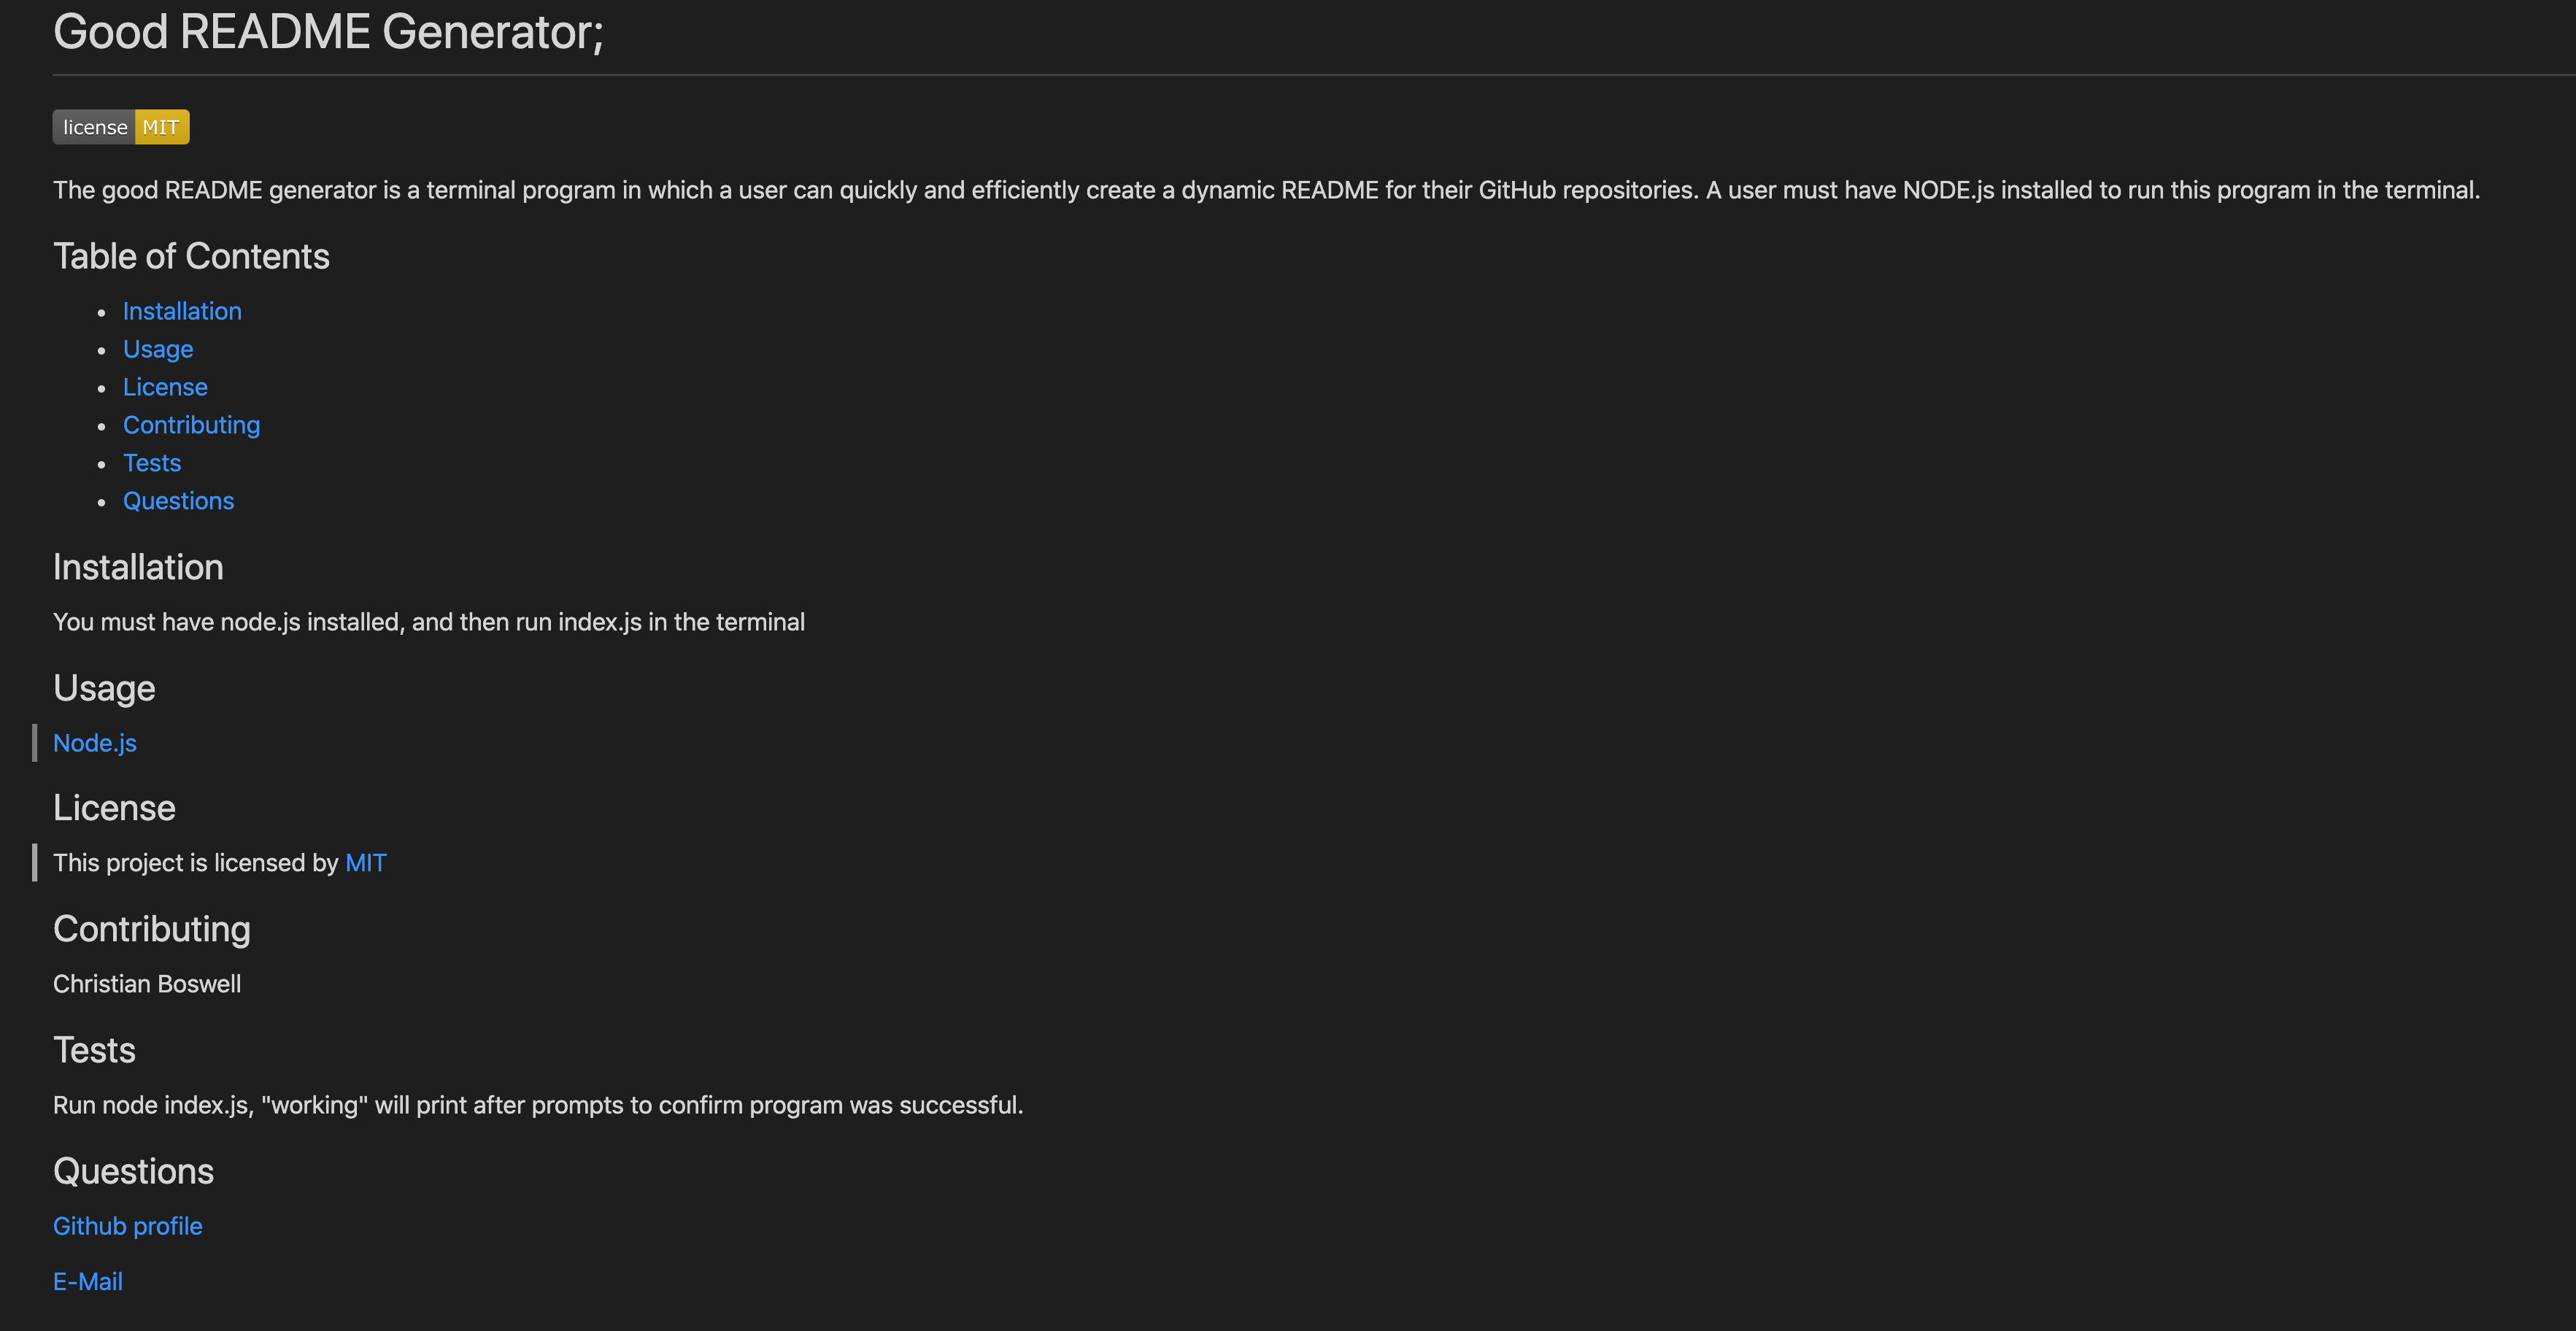 Good README Generator;
license MIT
The good README generator is a terminal program in which a user can quickly and efficiently create a dynamic README for their GitHub repositories. A user must have NODE.js installed to run this program in the terminal.
Table of Contents
Installation
Usage
License
Contributing
Tests
Questions
Installation
You must have node.js installed, and then run index.js in the terminal
Usage
Node.js
License
This project is licensed by MIT
Contributing
Christian Boswell
Tests
Run node index.js, "working" will print after prompts to confirm program was successful.
Questions
Github profile
E-Mail